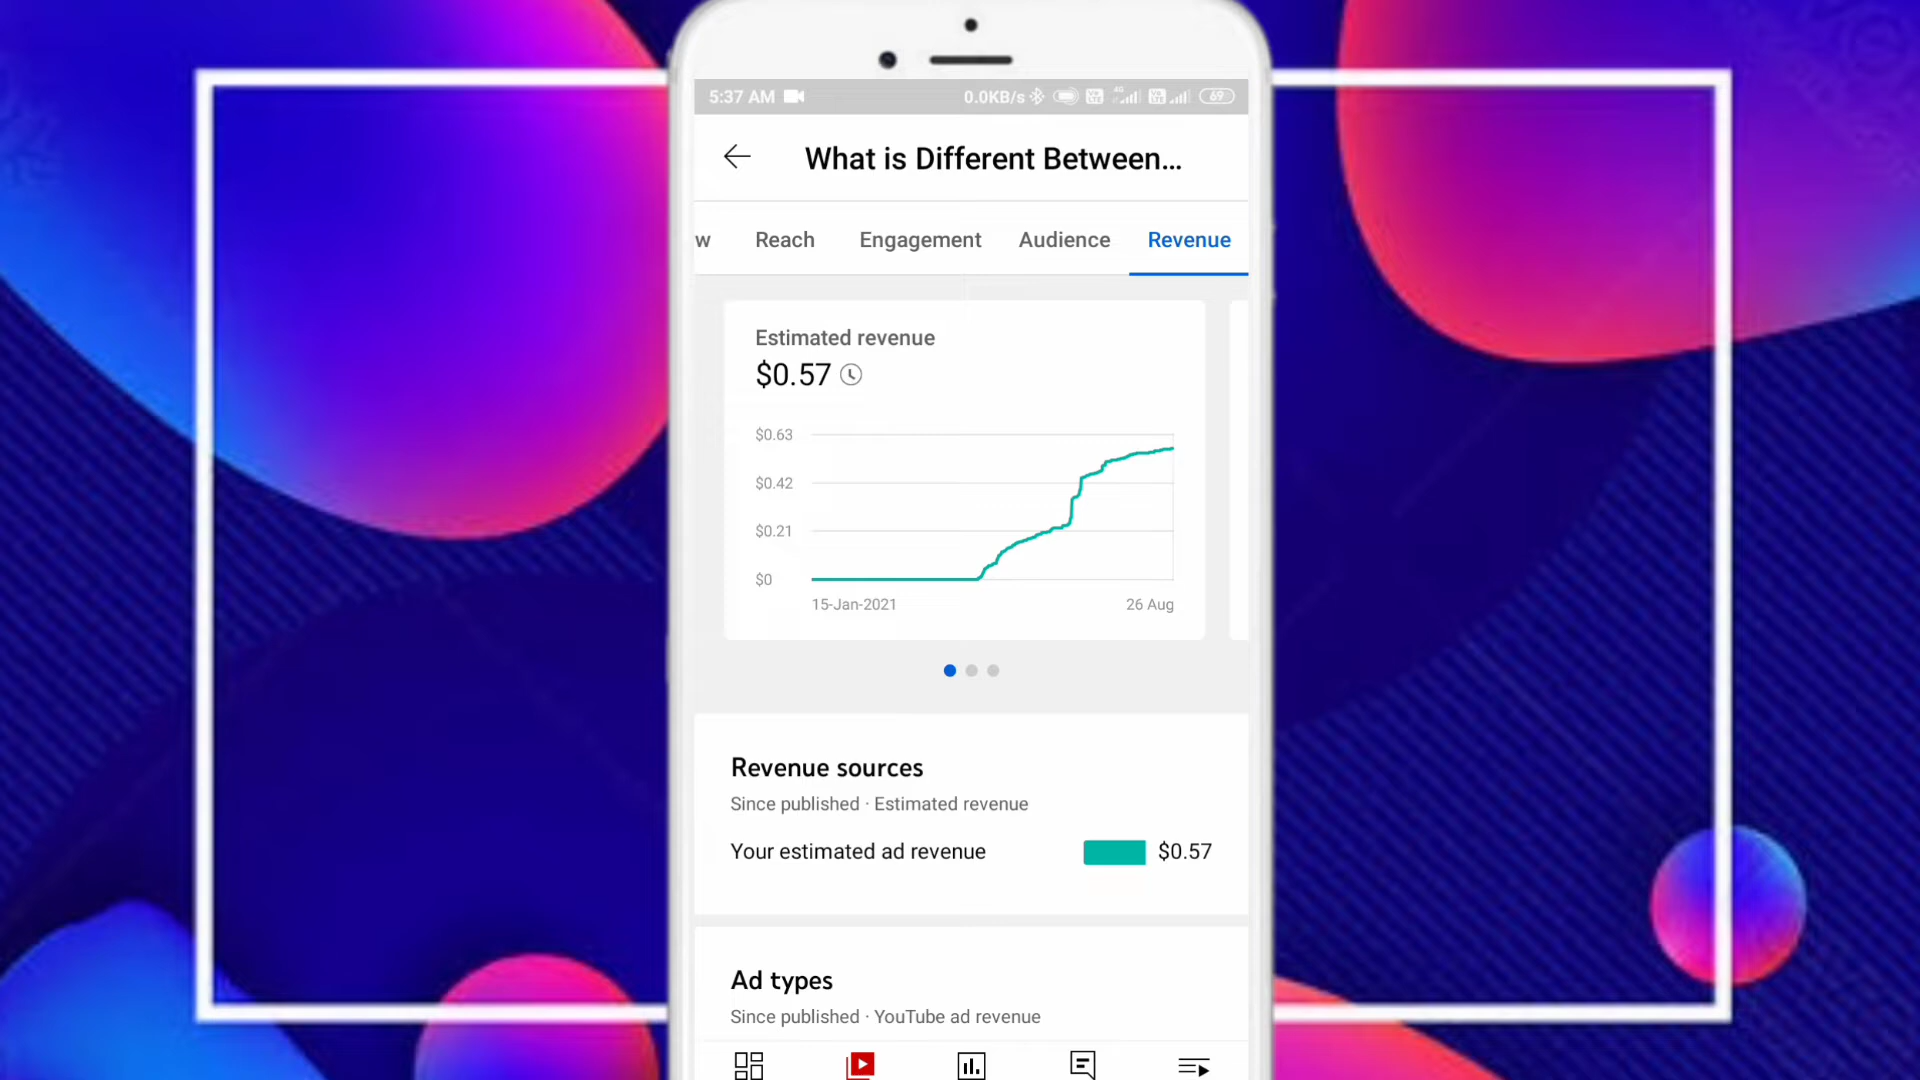 5:37 AM 0.0KB/s 4G 69
What is Different Between...
w Reach Engagement Audience Revenue
Estimated revenue
$0.57
$0.63
$0.42
$0.21
$0
15-Jan-2021 26 Aug
Revenue sources
Since published · Estimated revenue
Your estimated ad revenue $0.57
Ad types
Since published · YouTube ad revenue